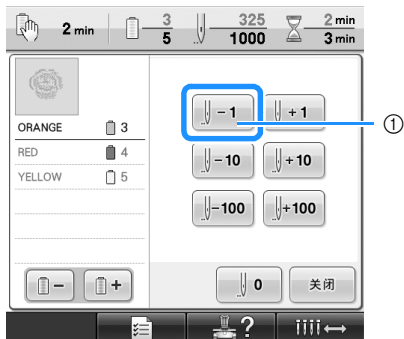 2 min 3 5 325 1000 2 min 3 min
ORANGE 3
RED 4
YELLOW 5
-1 +1
①
-10 +10
-100 +100
- +
0 关闭
?